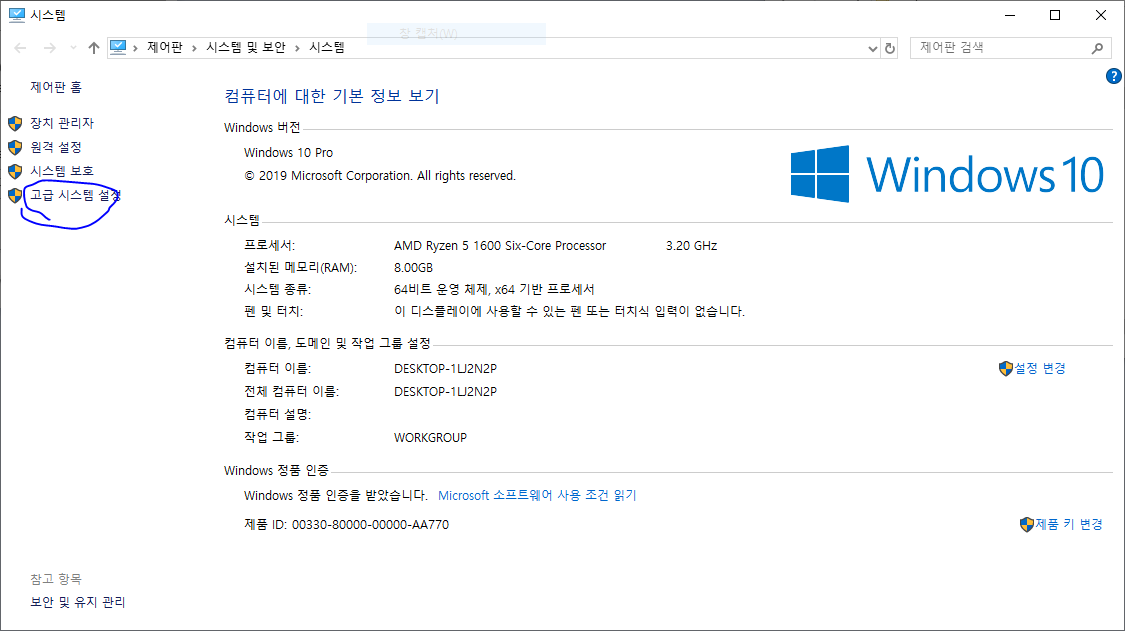 시스템
창 캡처(W)
제어판 시스템 및 보안 시스템
제어판 검색
?
제어판 홈
장치 관리자
원격 설정
시스템 보호
고급 시스템 설정
컴퓨터에 대한 기본 정보 보기
Windows 버전
Windows 10 Pro
© 2019 Microsoft Corporation. All rights reserved.
Windows 10
시스템
프로세서: AMD Ryzen 5 1600 Six-Core Processor 3.20 GHz
설치된 메모리(RAM): 8.00GB
시스템 종류: 64비트 운영 체제, x64 기반 프로세서
펜 및 터치: 이 디스플레이에 사용할 수 있는 펜 또는 터치식 입력이 없습니다.
컴퓨터 이름, 도메인 및 작업 그룹 설정
컴퓨터 이름: DESKTOP-1LJ2N2P 설정 변경
전체 컴퓨터 이름: DESKTOP-1LJ2N2P
컴퓨터 설명:
작업 그룹: WORKGROUP
Windows 정품 인증
Windows 정품 인증을 받았습니다. Microsoft 소프트웨어 사용 조건 읽기
제품 ID: 00330-80000-00000-AA770 제품 키 변경
참고 항목
보안 및 유지 관리